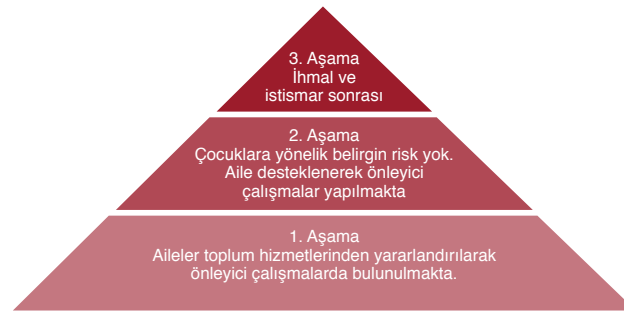 3. Aşama
İhmal ve
istismar sonrası
2. Aşama
Çocuklara yönelik belirgin risk yok.
Aile desteklenerek önleyici
çalışmalar yapılmakta
1. Aşama
Aileler toplum hizmetlerinden yararlandırılarak
önleyici çalışmalarda bulunulmakta.